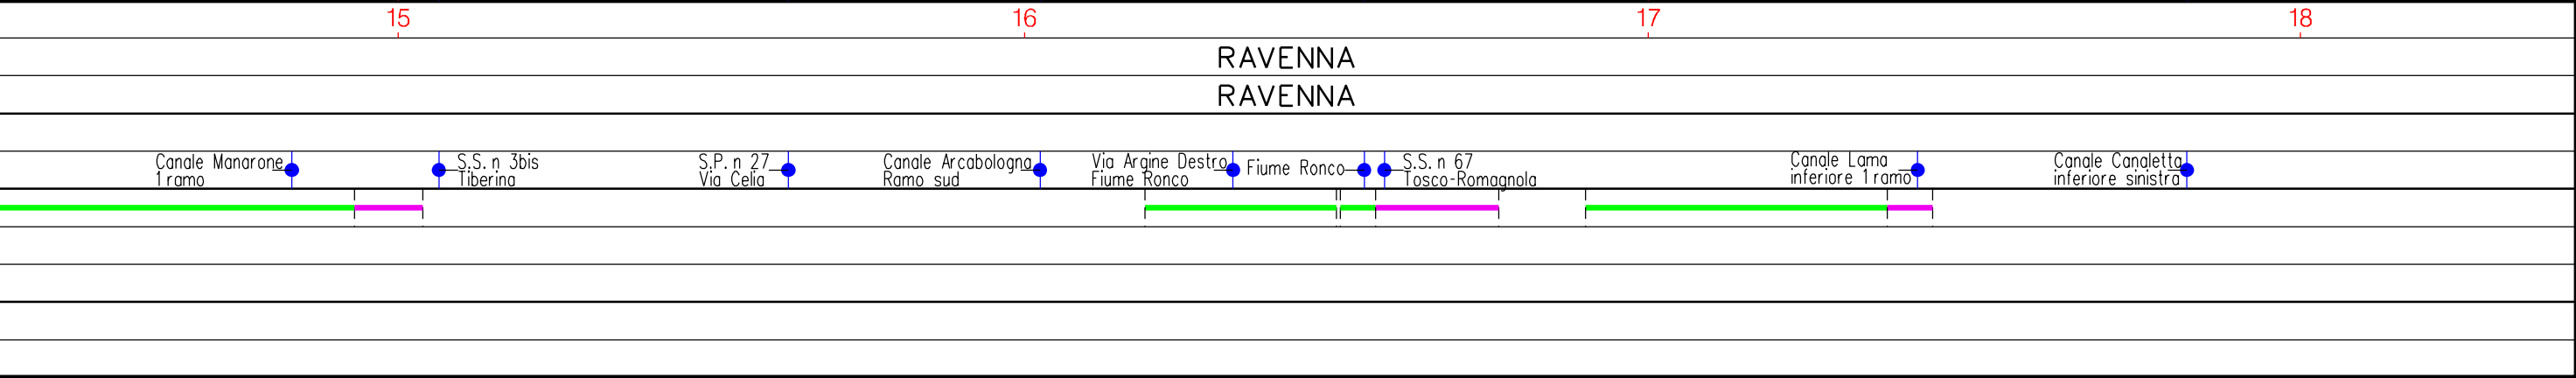 15 16 17 18
RAVENNA
RAVENNA
Canale Manarone
1 ramo
S.S. n 3bis
Tiberina
S.P. n 27
Via Celia
Canale Arcabologna
Ramo sud
Via Argine Destro
Fiume Ronco
Fiume Ronco
S.S. n 67
Tosco-Romagnola
Canale Lama
inferiore 1 ramo
Canale Canaletta
inferiore sinistra